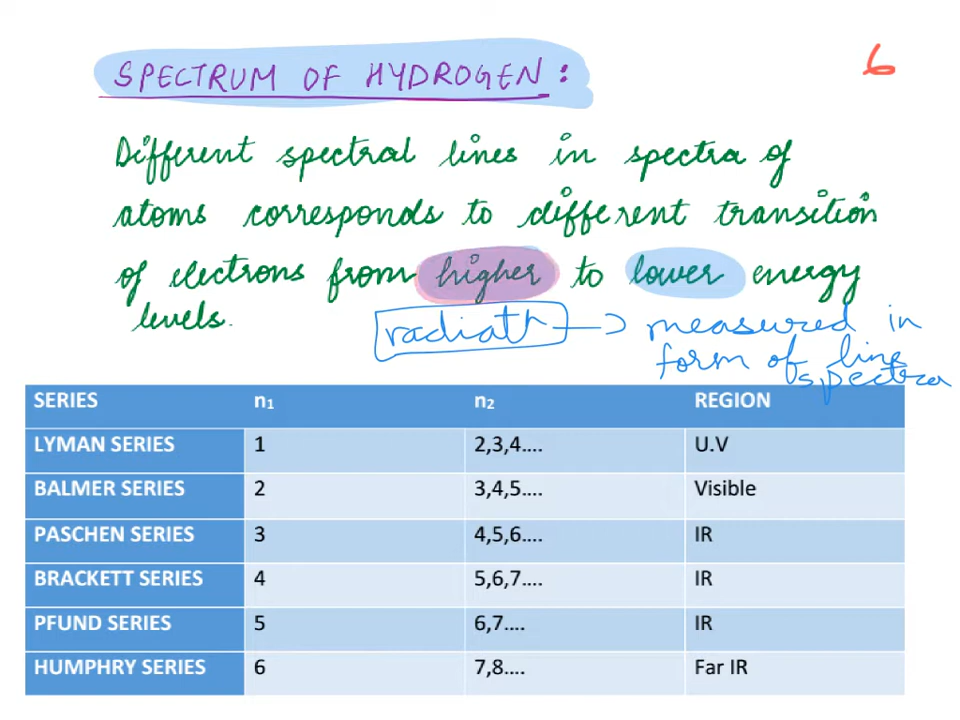 SPECTRUM OF HYDROGEN :
6
Different spectral lines in spectra of
atoms corresponds to different transition
of electrons from higher to lower energy
levels.
measured in
form of line
spectra
SERIES n₁ n₂ REGION
LYMAN SERIES 1 2,3,4.... U.V
BALMER SERIES 2 3,4,5.... Visible
PASCHEN SERIES 3 4,5,6.... IR
BRACKETT SERIES 4 5,6,7.... IR
PFUND SERIES 5 6,7.... IR
HUMPHRY SERIES 6 7,8.... Far IR